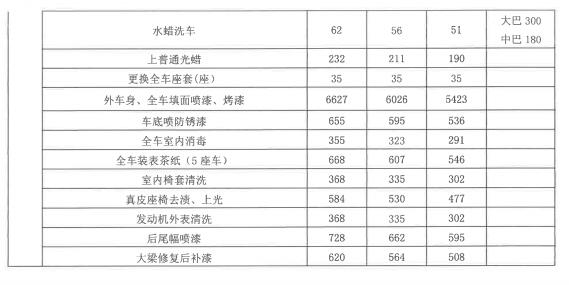 水蜡洗车 62 56 51 大巴 300
中巴 180
上普通光蜡 232 211 190
更换全车座套(座) 35 35 35
外车身、全车填面喷漆、烤漆 6627 6026 5423
车底喷防锈漆 655 595 536
全车室内消毒 355 323 291
全车装表茶纸（5 座车） 668 607 546
室内椅套清洗 368 335 302
真皮座椅去渍、上光 584 530 477
发动机外表清洗 368 335 302
后尾幅喷漆 728 662 595
大梁修复后补漆 620 564 508